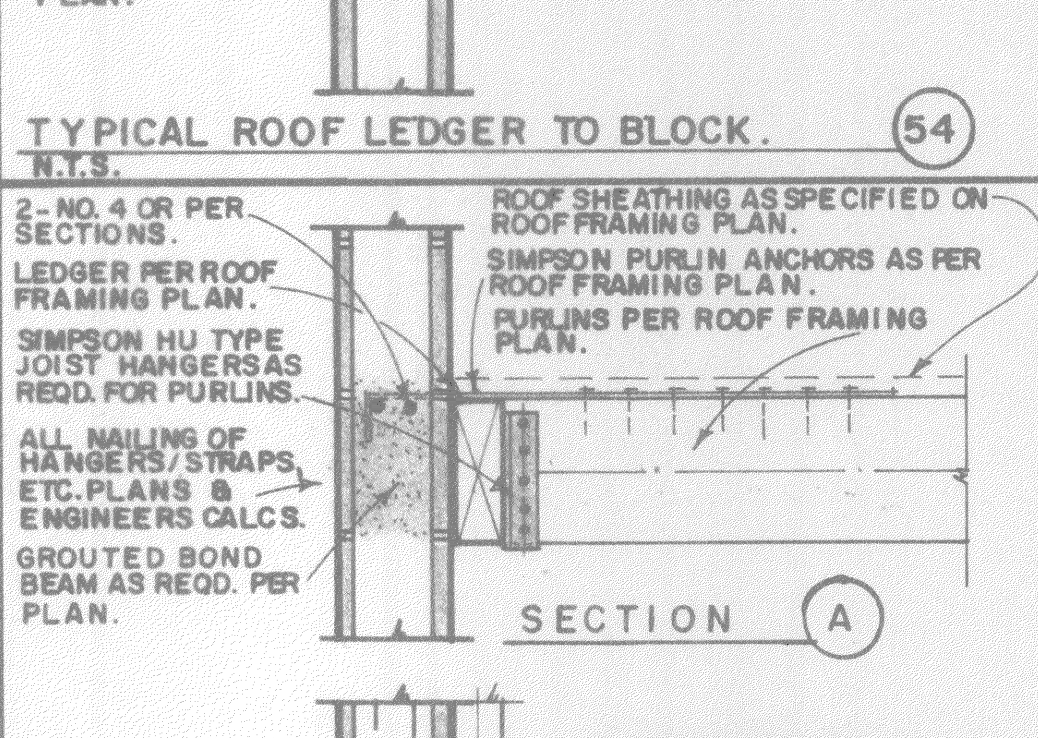 PLAN.
TYPICAL ROOF LEDGER TO BLOCK.
54
N.T.S.
2-NO. 4 OR PER
SECTIONS.
LEDGER PER ROOF
FRAMING PLAN.
SIMPSON HU TYPE
JOIST HANGERS AS
REQD. FOR PURLINS.
ALL NAILING OF
HANGERS/STRAPS,
ETC. PLANS &
ENGINEERS CALCS.
GROUTED BOND
BEAM AS REQD. PER
PLAN.
ROOF SHEATHING AS SPECIFIED ON
ROOF FRAMING PLAN.
SIMPSON PURLIN ANCHORS AS PER
ROOF FRAMING PLAN.
PURLINS PER ROOF FRAMING
PLAN.
SECTION
A